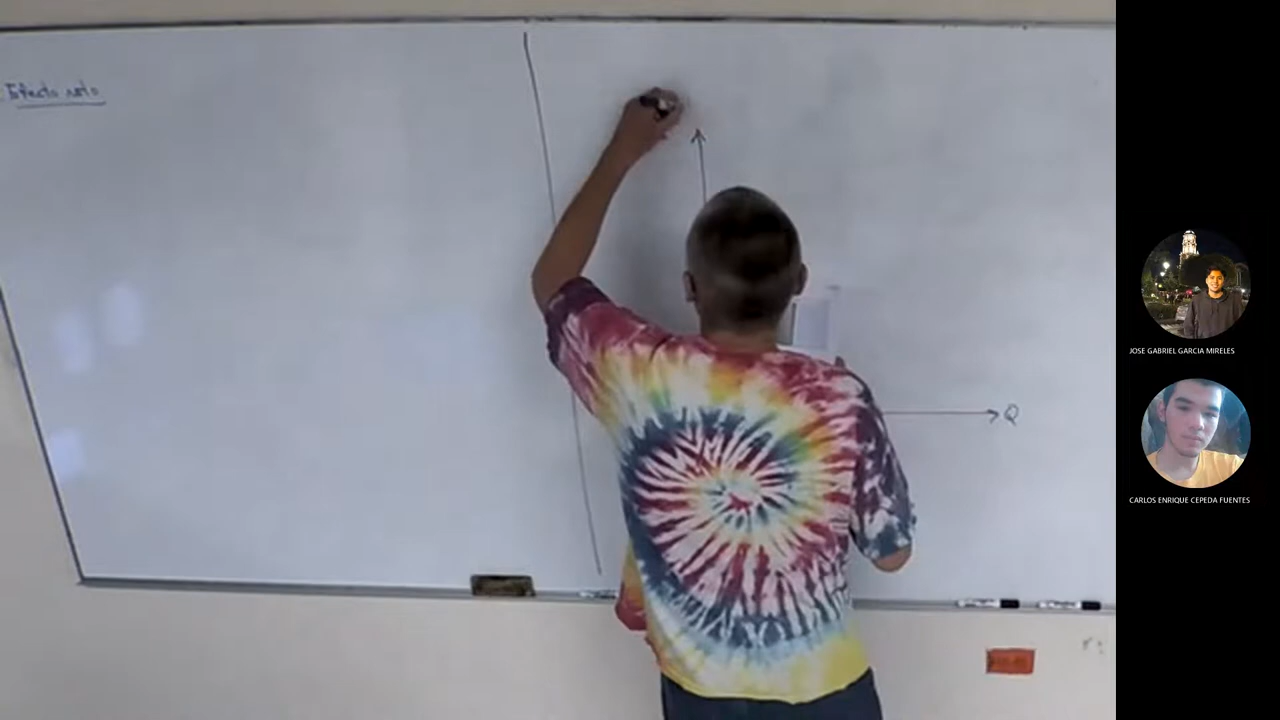 Efecto neto
Q
JOSE GABRIEL GARCIA MIRELES
CARLOS ENRIQUE CEPEDA FUENTES